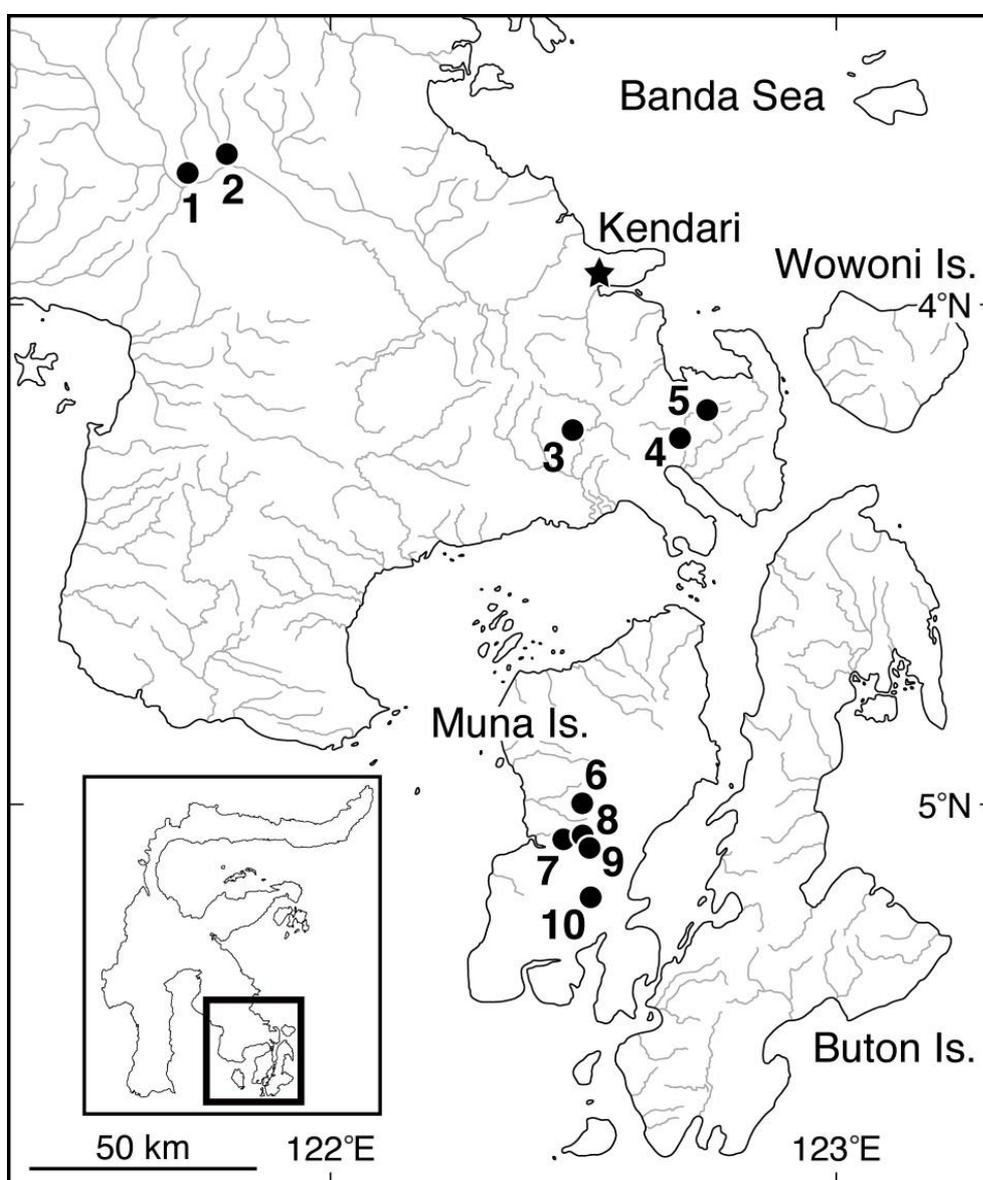 Banda Sea
1
2
Kendari
Wowoni Is.
4°N
5
3
4
Muna Is.
6
5°N
8
7
9
10
Buton Is.
50 km
122°E
123°E